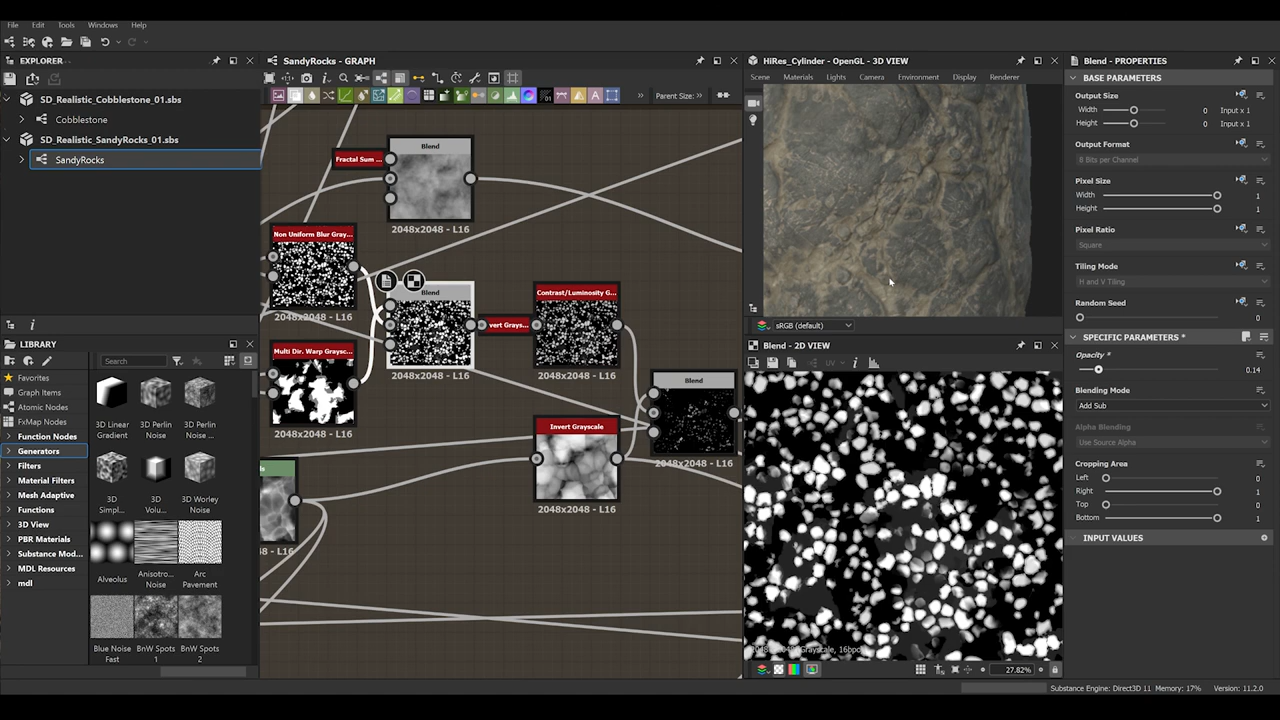 File Edit Tools Windows Help
EXPLORER
SD_Realistic_Cobblestone_01.sbs
Cobblestone
SD_Realistic_SandyRocks_01.sbs
SandyRocks
LIBRARY
Search
Favorites
Graph Items
Atomic Nodes
FxMap Nodes
Function Nodes
Generators
Filters
Material Filters
Mesh Adaptive
Functions
3D View
PBR Materials
Substance Mod...
MDL Resources
mdl
3D Linear Gradient
3D Perlin Noise
3D Perlin Noise ...
3D Simpl...
3D Volu...
3D Worley Noise
Alveolus
Anisotro... Noise
Arc Pavement
Blue Noise Fast
BnW Spots 1
BnW Spots 2
SandyRocks - GRAPH
Parent Size:
Fractal Sum ...
Blend
2048x2048 - L16
Non Uniform Blur Gray...
2048x2048 - L16
Blend
2048x2048 - L16
vert Grays...
Contrast/Luminosity G...
2048x2048 - L16
Multi Dir. Warp Graysc...
2048x2048 - L16
Blend
2048x2048 - L16
Invert Grayscale
2048x2048 - L16
48 - L16
HiRes_Cylinder - OpenGL - 3D VIEW
Scene Materials Lights Camera Environment Display Renderer
sRGB (default)
Blend - 2D VIEW
UV
27.82%
Blend - PROPERTIES
BASE PARAMETERS
Output Size
Width 0 Input x 1
Height 0 Input x 1
Output Format
8 Bits per Channel
Pixel Size
Width 1
Height 1
Pixel Ratio
Square
Tiling Mode
H and V Tiling
Random Seed
0
SPECIFIC PARAMETERS *
Opacity *
0.14
Blending Mode
Add Sub
Alpha Blending
Use Source Alpha
Cropping Area
Left 0
Right 1
Top 0
Bottom 1
INPUT VALUES
Substance Engine: Direct3D 11 Memory: 17% Version: 11.2.0